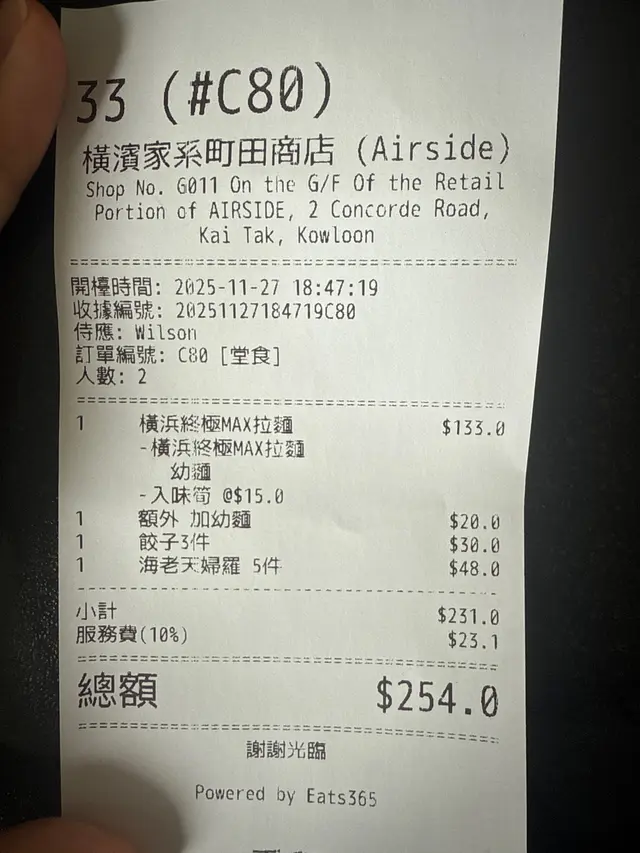 33 (#C80)
橫濱家系町田商店 (Airside)
Shop No. G011 On the G/F Of the Retail
Portion of AIRSIDE, 2 Concorde Road,
Kai Tak, Kowloon
開檯時間: 2025-11-27 18:47:19
收據編號: 20251127184719C80
侍應: Wilson
訂單編號: C80 [堂食]
人數: 2
1 橫浜終極MAX拉麵 $133.0
-橫浜終極MAX拉麵
幼麵
-入味筍 @$15.0
1 額外 加幼麵 $20.0
1 餃子3件 $30.0
1 海老天婦羅 5件 $48.0
小計 $231.0
服務費(10%) $23.1
總額 $254.0
謝謝光臨
Powered by Eats365